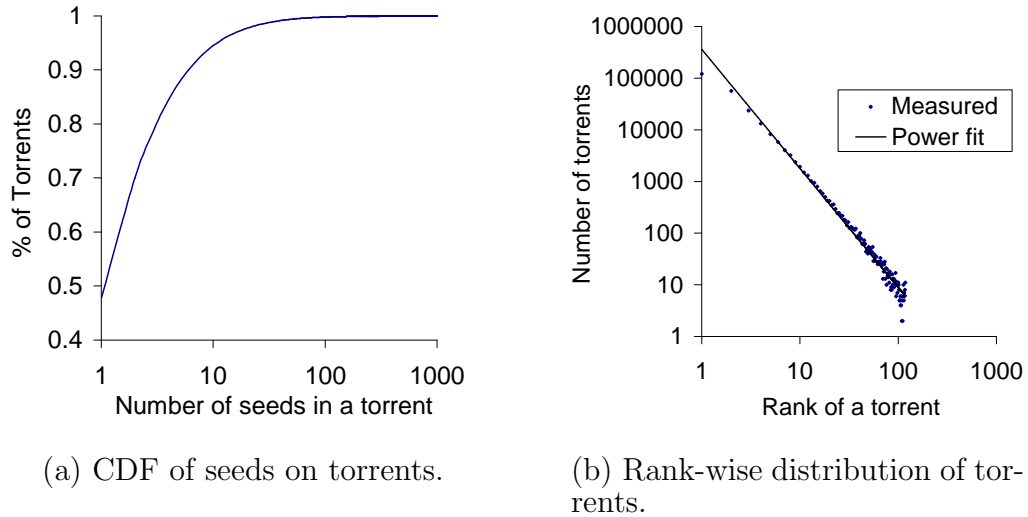 1
0.9
0.8
0.7
0.6
0.5
0.4
% of Torrents
1 10 100 1000
Number of seeds in a torrent
(a) CDF of seeds on torrents.
1000000
100000
10000
1000
100
10
1
Number of torrents
Measured
Power fit
1 10 100 1000
Rank of a torrent
(b) Rank-wise distribution of tor-
rents.